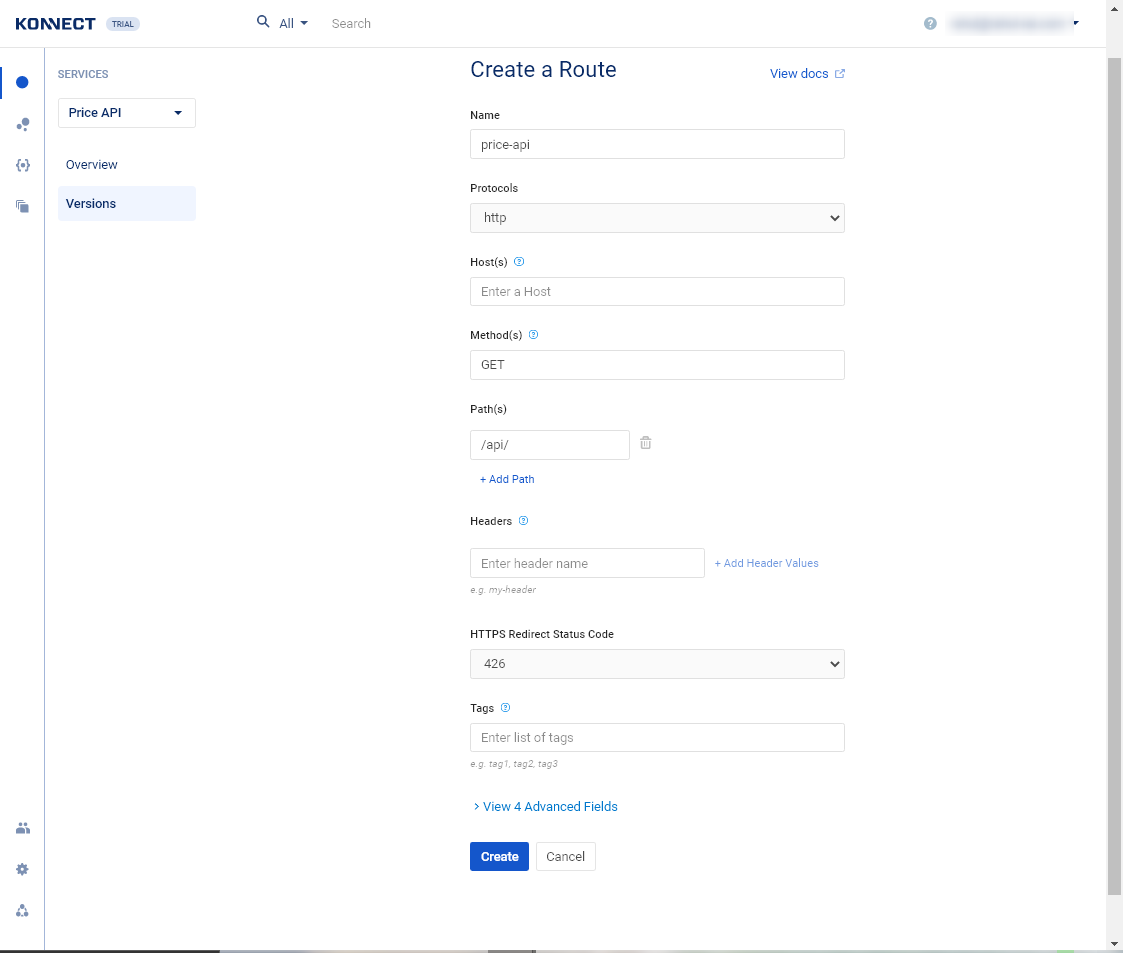 KONNECT TRIAL All Search
SERVICES
Price API
Overview
Versions
Create a Route
View docs
Name
price-api
Protocols
http
Host(s)
Enter a Host
Method(s)
GET
Path(s)
/api/
+ Add Path
Headers
Enter header name + Add Header Values
e.g. my-header
HTTPS Redirect Status Code
426
Tags
Enter list of tags
e.g. tag1, tag2, tag3
> View 4 Advanced Fields
Create Cancel